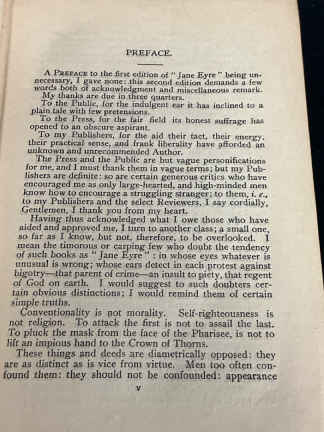 PREFACE.
A PREFACE to the first edition of "Jane Eyre" being un-
necessary, I gave none: this second edition demands a few
words both of acknowledgment and miscellaneous remark.
My thanks are due in three quarters.
To the Public, for the indulgent ear it has inclined to a
plain tale with few pretensions.
To the Press, for the fair field its honest suffrage has
opened to an obscure aspirant.
To my Publishers, for the aid their tact, their energy,
their practical sense, and frank liberality have afforded an
unknown and unrecommended Author.
The Press and the Public are but vague personifications
for me, and I must thank them in vague terms; but my Pub-
lishers are definite: so are certain generous critics who have
encouraged me as only large-hearted, and high-minded men
know how to encourage a struggling stranger; to them, i. e.,
to my Publishers and the select Reviewers, I say cordially,
Gentlemen, I thank you from my heart.
Having thus acknowledged what I owe those who have
aided and approved me, I turn to another class; a small one,
so far as I know, but not, therefore, to be overlooked. I
mean the timorous or carping few who doubt the tendency
of such books as "Jane Eyre": in whose eyes whatever is
unusual is wrong; whose ears detect in each protest against
bigotry—that parent of crime—an insult to piety, that regent
of God on earth. I would suggest to such doubters cer-
tain obvious distinctions; I would remind them of certain
simple truths.
Conventionality is not morality. Self-righteousness is
not religion. To attack the first is not to assail the last.
To pluck the mask from the face of the Pharisee, is not to
lift an impious hand to the Crown of Thorns.
These things and deeds are diametrically opposed: they
are as distinct as is vice from virtue. Men too often con-
found them: they should not be confounded: appearance
v